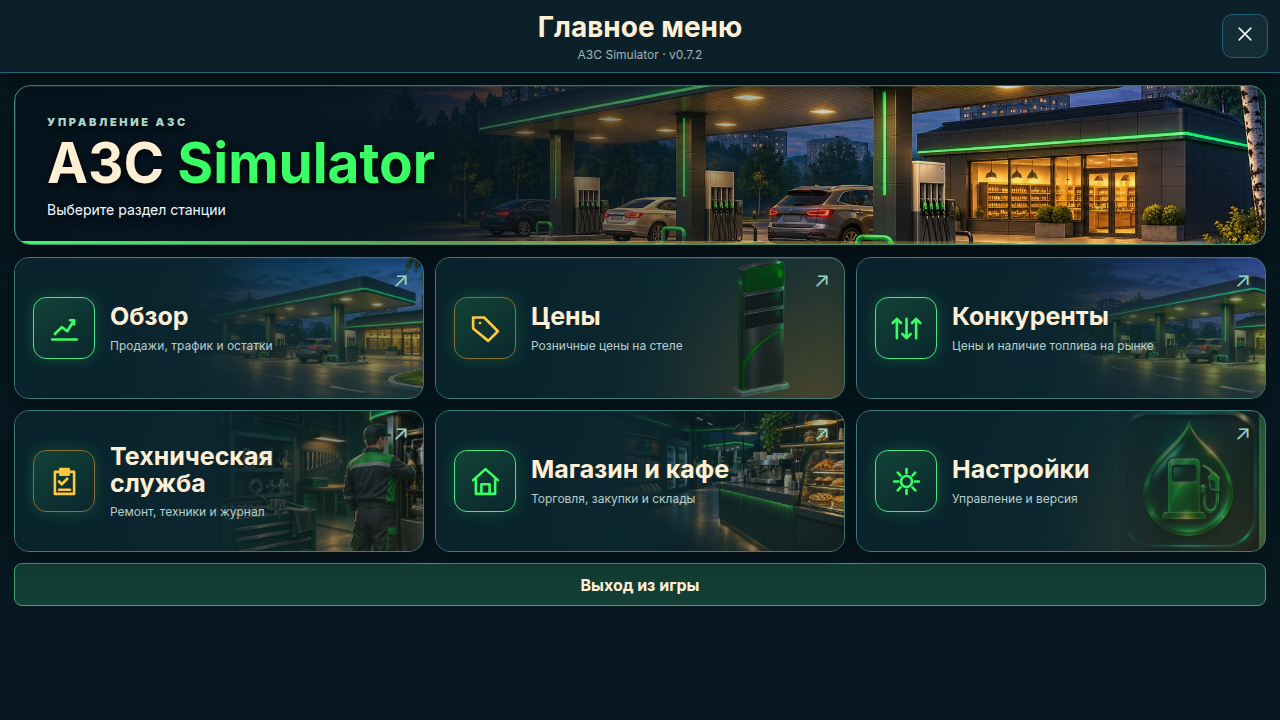 Главное меню
АЗС Simulator · v0.7.2
УПРАВЛЕНИЕ АЗС
АЗС Simulator
Выберите раздел станции
Обзор
Продажи, трафик и остатки
Цены
Розничные цены на стеле
Конкуренты
Цены и наличие топлива на рынке
Техническая
служба
Ремонт, техники и журнал
Магазин и кафе
Торговля, закупки и склады
Настройки
Управление и версия
Выход из игры